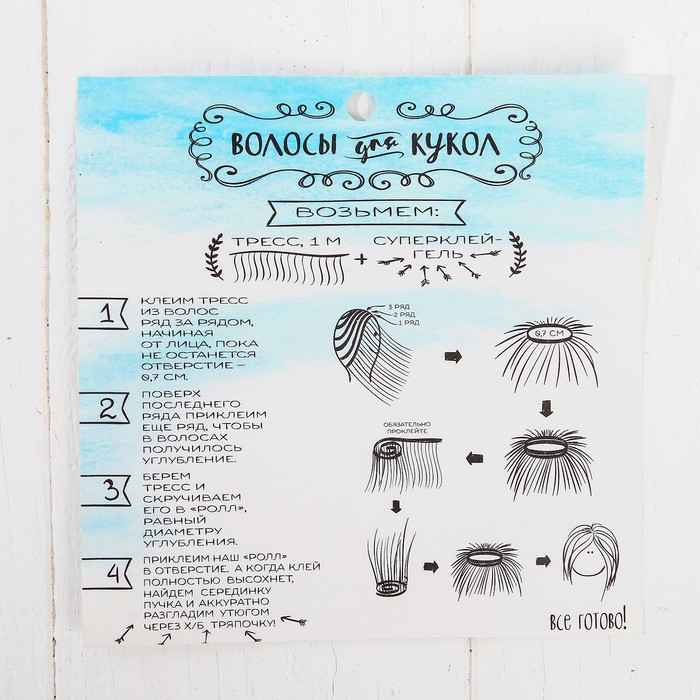 ВОЛОСЫ для КУКОЛ
ВОЗЬМЕМ:
ТРЕСС, 1 М + СУПЕРКЛЕЙ-
ГЕЛЬ
1
КЛЕИМ ТРЕСС
ИЗ ВОЛОС
РЯД ЗА РЯДОМ,
НАЧИНАЯ
ОТ ЛИЦА, ПОКА
НЕ ОСТАНЕТСЯ
ОТВЕРСТИЕ –
0,7 СМ.
2
ПОВЕРХ
ПОСЛЕДНЕГО
РЯДА ПРИКЛЕИМ
ЕЩЕ РЯД, ЧТОБЫ
В ВОЛОСАХ
ПОЛУЧИЛОСЬ
УГЛУБЛЕНИЕ.
3
БЕРЕМ
ТРЕСС И
СКРУЧИВАЕМ
ЕГО В «РОЛЛ»,
РАВНЫЙ
ДИАМЕТРУ
УГЛУБЛЕНИЯ.
4
ПРИКЛЕИМ НАШ «РОЛЛ»
В ОТВЕРСТИЕ. А КОГДА КЛЕЙ
ПОЛНОСТЬЮ ВЫСОХНЕТ,
НАЙДЕМ СЕРЕДИНКУ
ПУЧКА И АККУРАТНО
РАЗГЛАДИМ УТЮГОМ
ЧЕРЕЗ Х/Б ТРЯПОЧКУ!
3 РЯД
2 РЯД
1 РЯД
0,7 СМ
ОБЯЗАТЕЛЬНО
ПРОКЛЕЙТЕ
ВСЕ ГОТОВО!